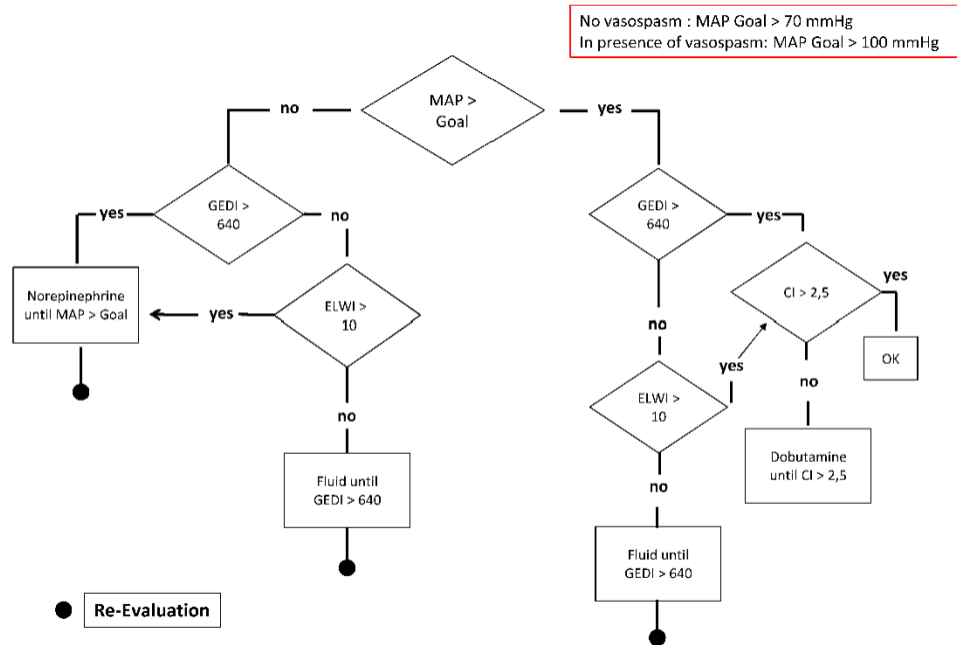 No vasospasm : MAP Goal > 70 mmHg
In presence of vasospasm: MAP Goal > 100 mmHg
MAP >
Goal
no
yes
GEDI >
640
yes
no
GEDI >
640
yes
Norepinephrine
until MAP > Goal
yes
ELWI >
10
no
CI > 2,5
yes
OK
no
ELWI >
10
yes
no
Dobutamine
until CI > 2,5
Fluid until
GEDI > 640
no
Fluid until
GEDI > 640
Re-Evaluation